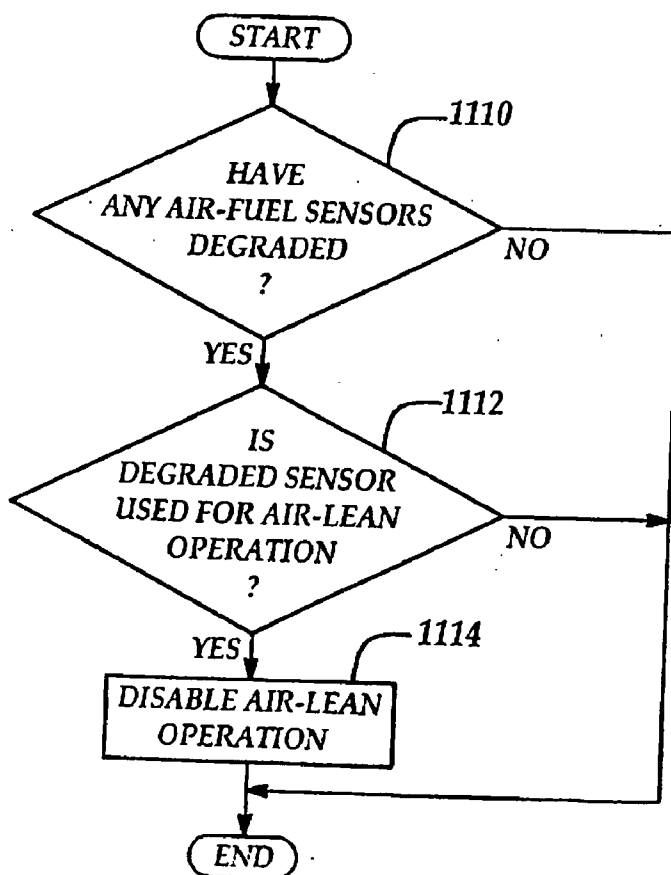 START
1110
HAVE
ANY AIR-FUEL SENSORS
DEGRADED
?
NO
YES
1112
IS
DEGRADED SENSOR
USED FOR AIR-LEAN
OPERATION
?
NO
YES
1114
DISABLE AIR-LEAN
OPERATION
END